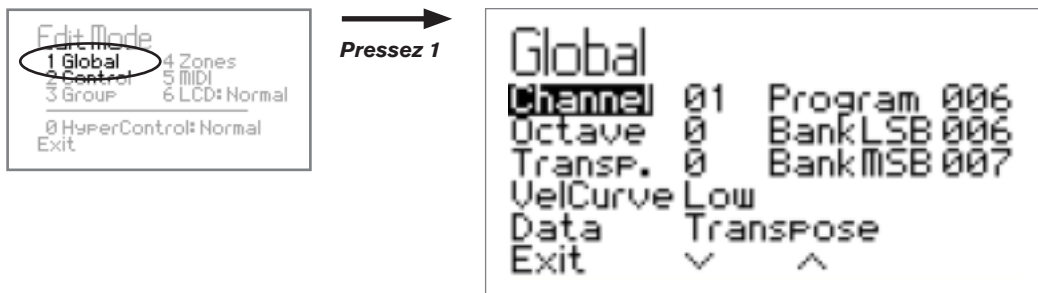 Edit Mode
1 Global 4 Zones
2 Control 5 MIDI
3 Group 6 LCD: Normal
0 HyperControl: Normal
Exit
Pressez 1
Global
Channel 01 Program 006
Octave 0 BankLSB 006
Transp. 0 BankMSB 007
VelCurve Low
Data Transpose
Exit